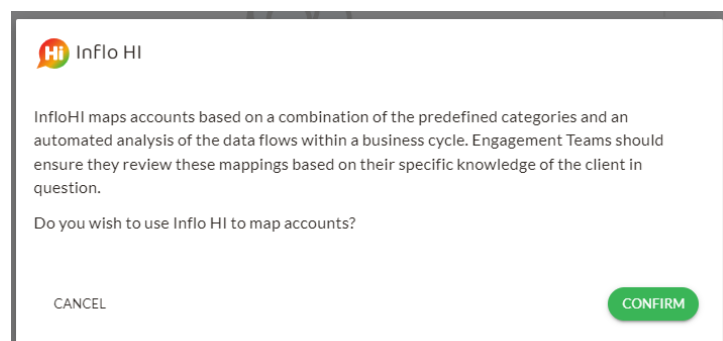 Hi Inflo HI
InfloHI maps accounts based on a combination of the predefined categories and an
automated analysis of the data flows within a business cycle. Engagement Teams should
ensure they review these mappings based on their specific knowledge of the client in
question.
Do you wish to use Inflo HI to map accounts?
CANCEL
CONFIRM